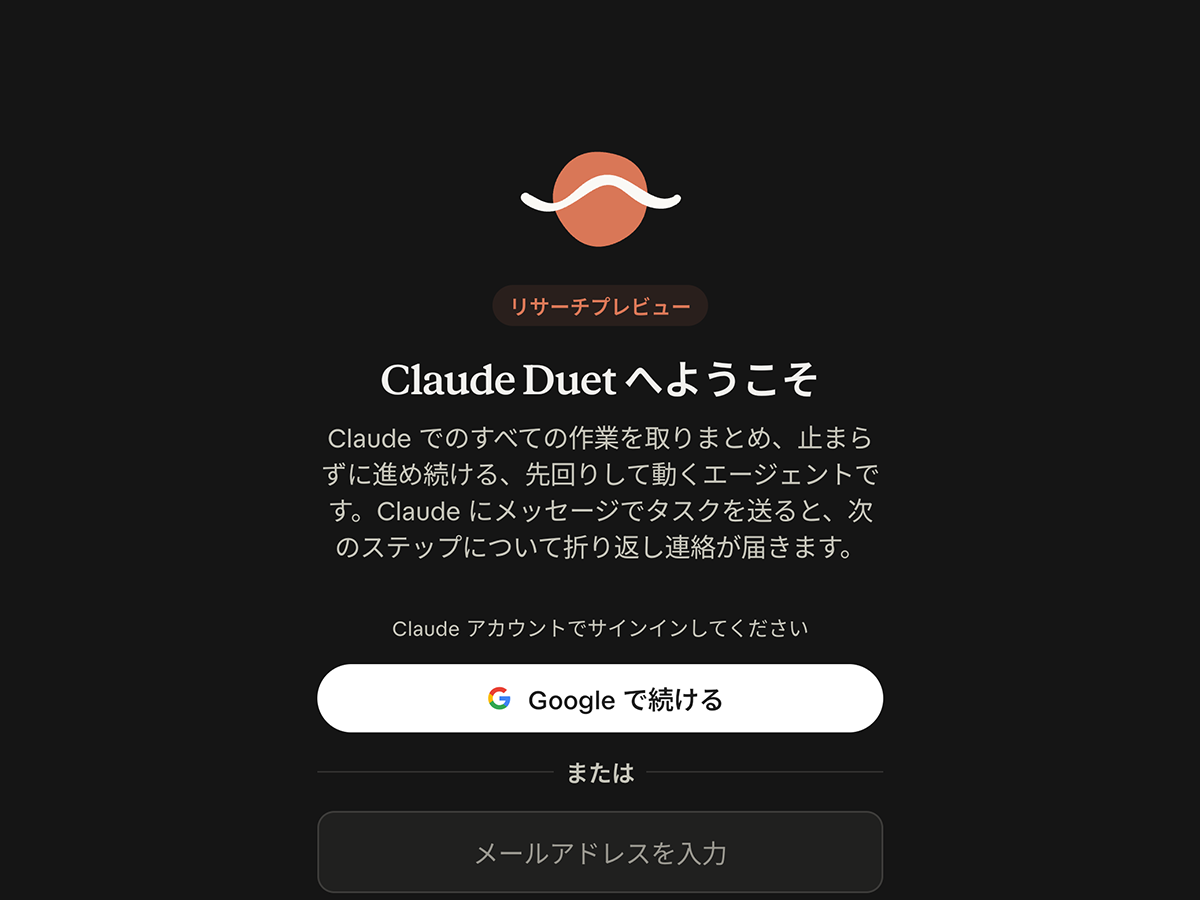 リサーチプレビュー
Claude Duet へようこそ
Claude でのすべての作業を取りまとめ、止まら
ずに進め続ける、先回りして動くエージェントで
す。Claude にメッセージでタスクを送ると、次
のステップについて折り返し連絡が届きます。
Claude アカウントでサインインしてください
Google で続ける
または
メールアドレスを入力